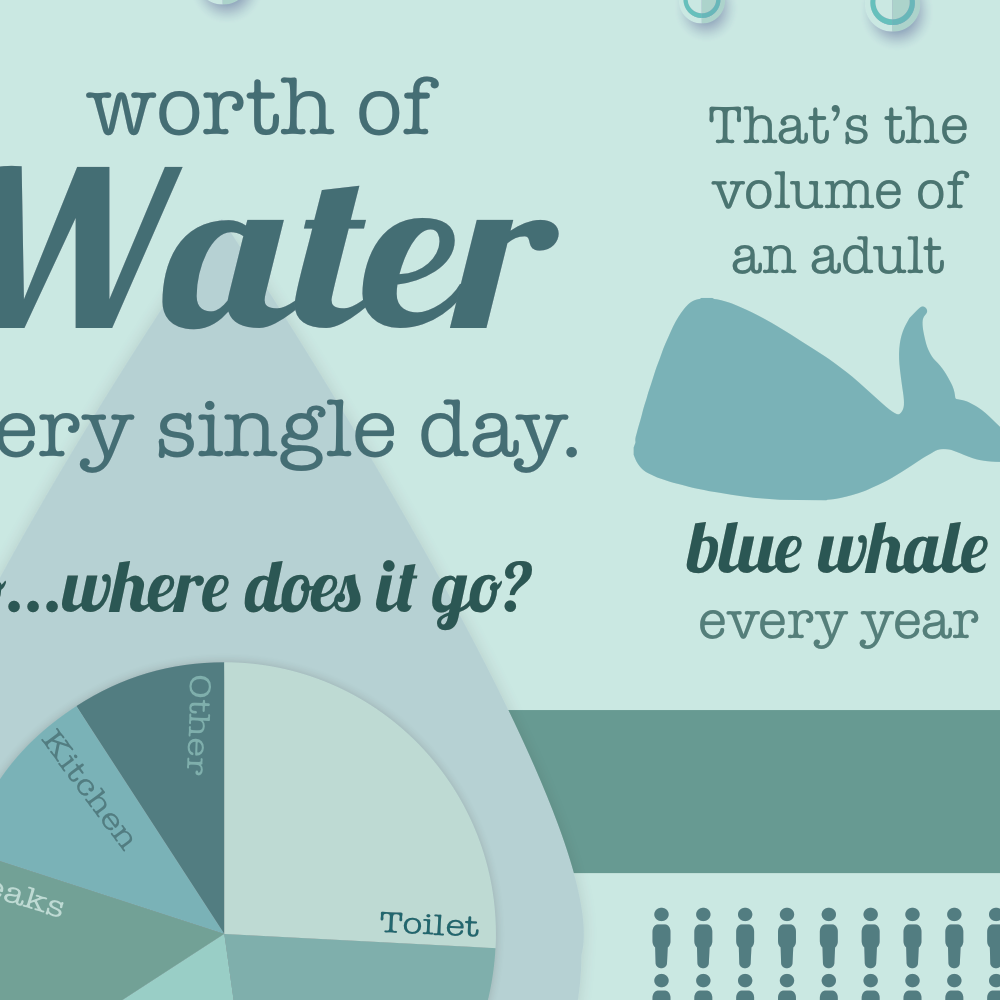 worth of
Water
ery single day.
...where does it go?
That's the
volume of
an adult
blue whale
every year
Other
Kitchen
eaks
Toilet